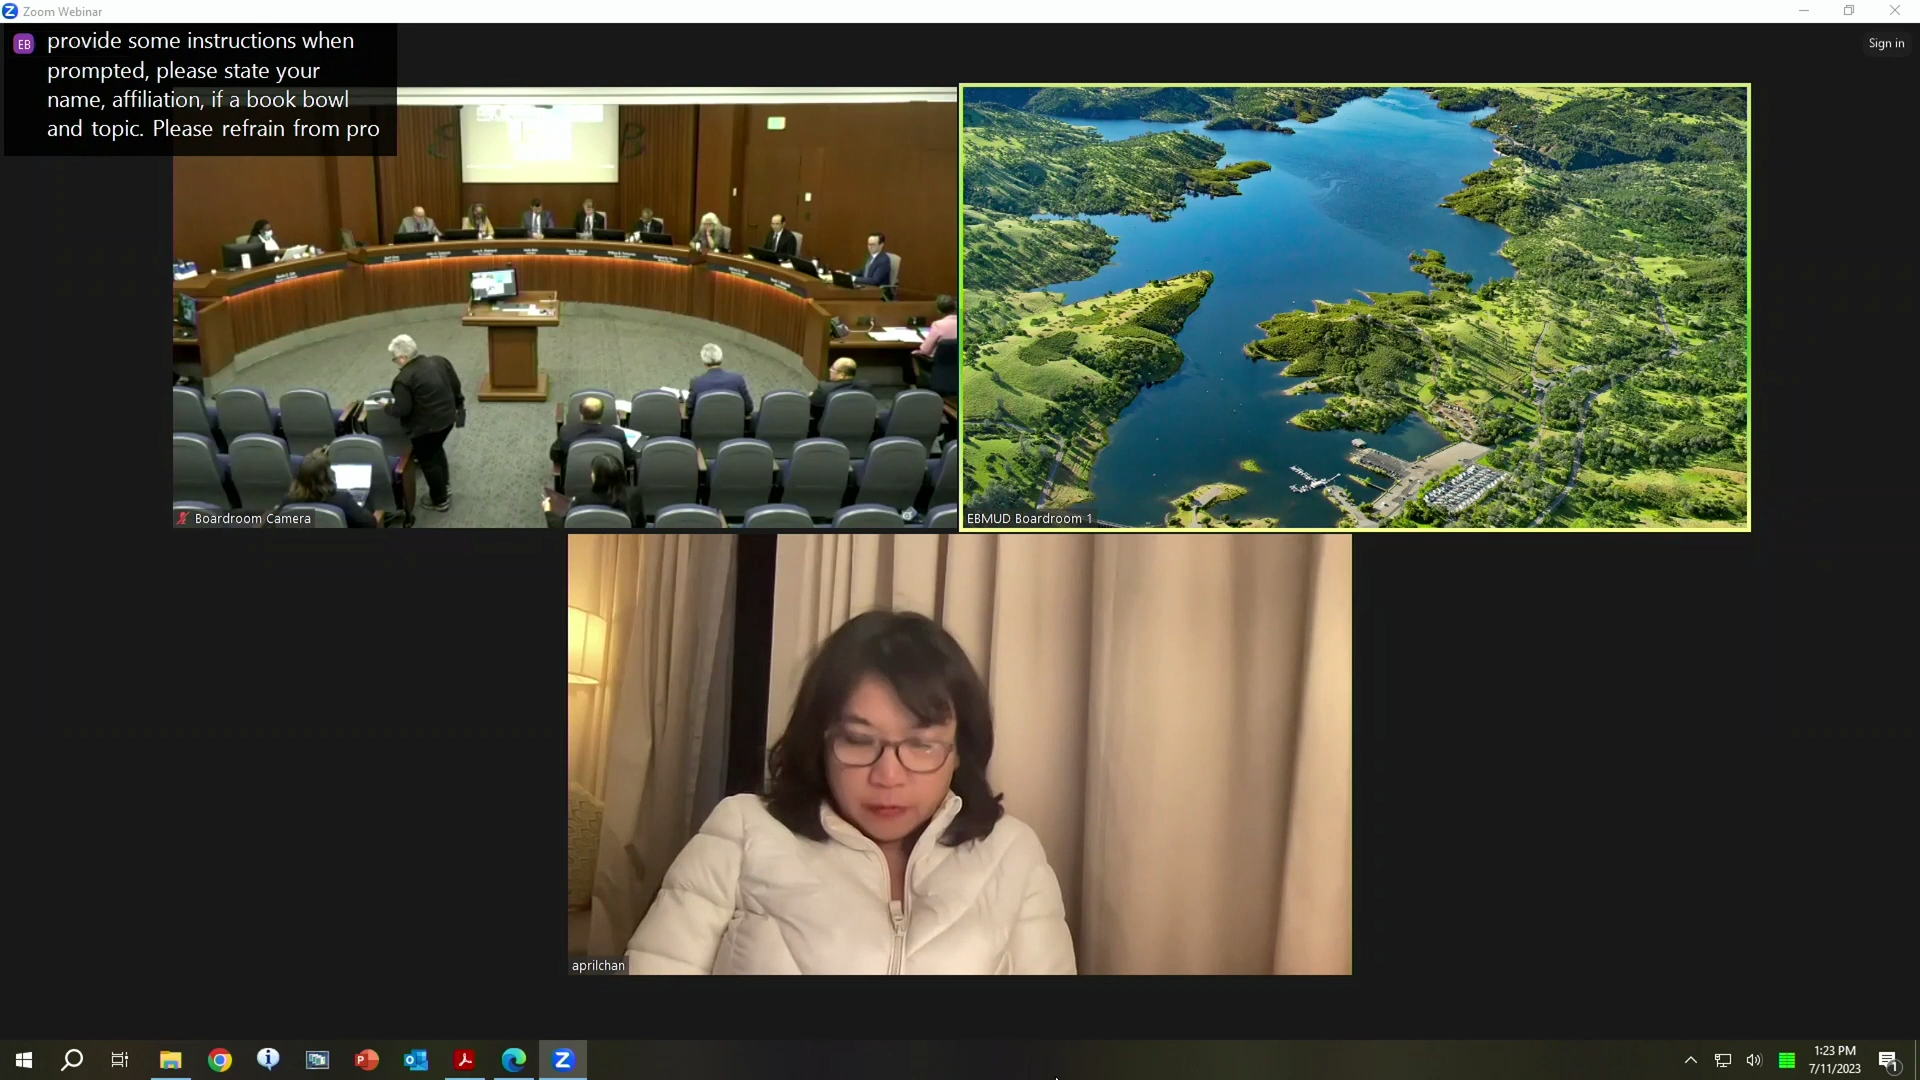 Zoom Webinar
EB
provide some instructions when
prompted, please state your
name, affiliation, if a book bowl
and topic. Please refrain from pro
Sign in
Boardroom Camera
EBMUD Boardroom 1
aprilchan
1:23 PM
7/11/2023
1